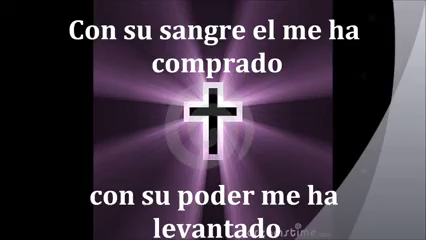 Con su sangre el me ha
comprado
con su poder me ha
levantado